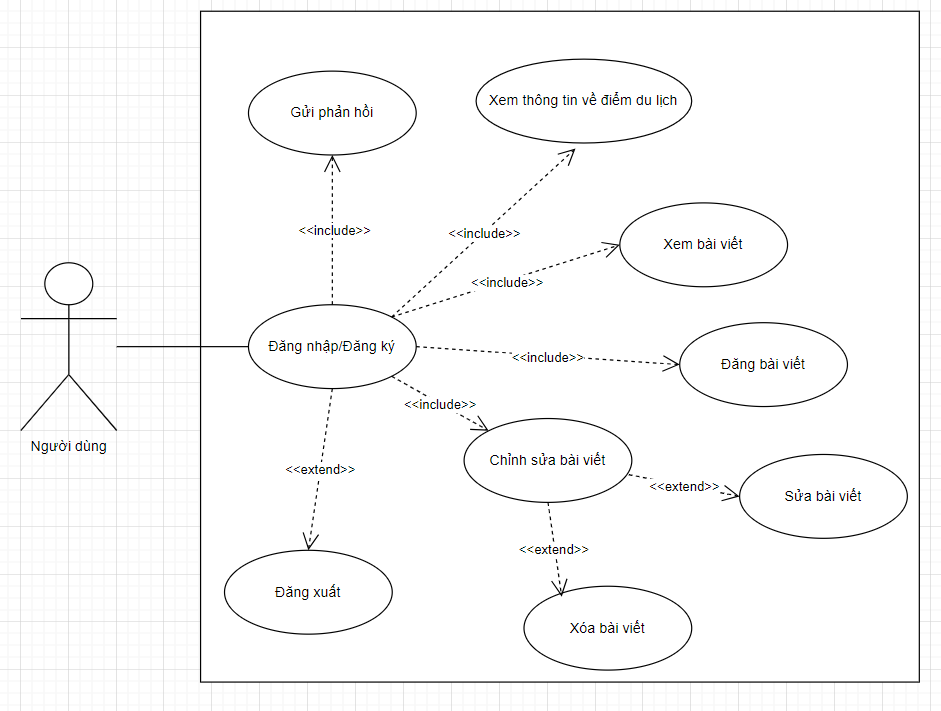 Xem thông tin về điểm du lịch
Gửi phản hồi
<<include>>
<<include>>
Xem bài viết
<<include>>
Đăng nhập/Đăng ký
<<include>>
Đăng bài viết
<<include>>
Người dùng
Chỉnh sửa bài viết
<<extend>>
<<extend>>
Sửa bài viết
<<extend>>
Đăng xuất
Xóa bài viết